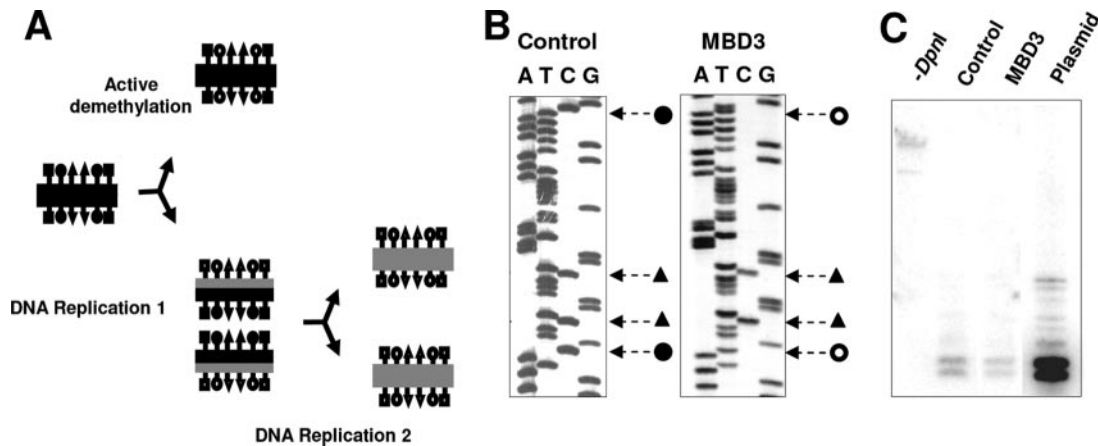 A
Active
demethylation
DNA Replication 1
DNA Replication 2
B
Control
A T C G
MBD3
A T C G
C
-DpnI
Control
MBD3
Plasmid